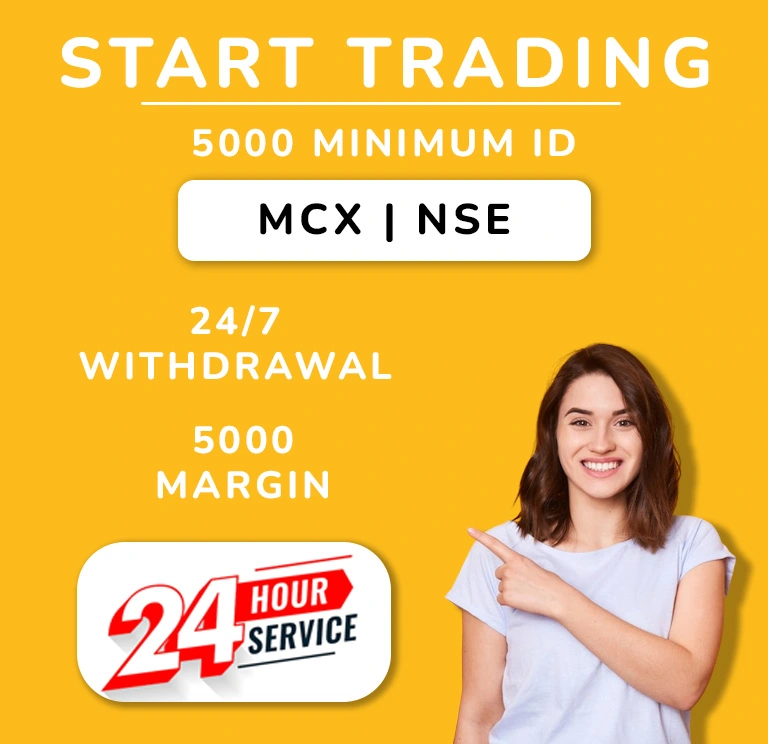 START TRADING
5000 MINIMUM ID
MCX | NSE
24/7
WITHDRAWAL
5000
MARGIN
24 HOUR
SERVICE